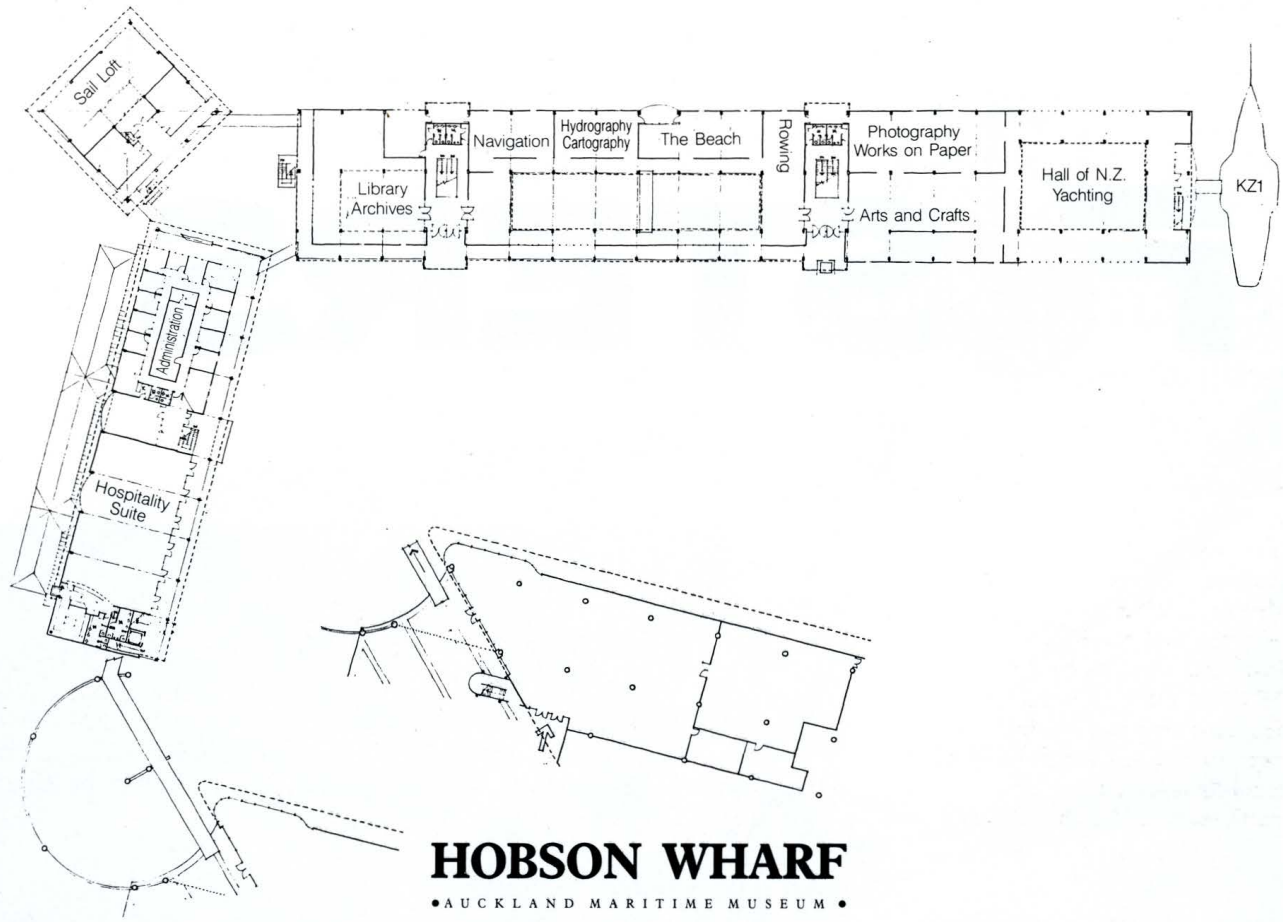 Sail Loft
Navigation
Hydrography
Cartography
The Beach
Rowing
Photography
Works on Paper
Hall of N.Z.
Yachting
KZ1
Library
Archives
Arts and Crafts
Administration
Hospitality
Suite
HOBSON WHARF
•AUCKLAND MARITIME MUSEUM•